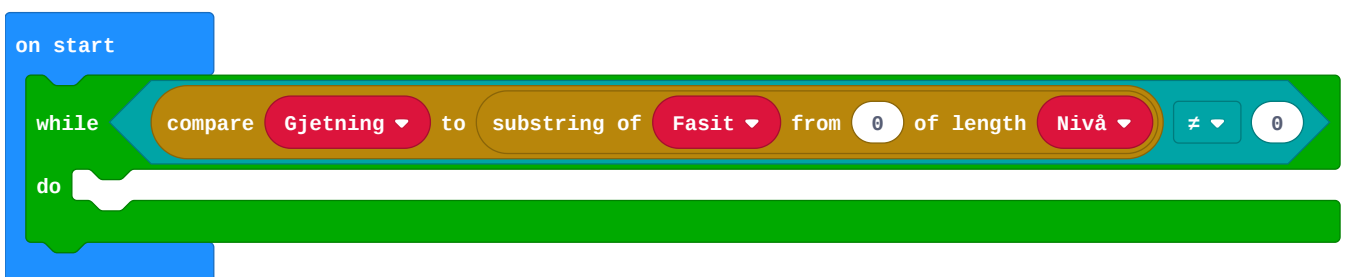 on start
while compare Gjetning to substring of Fasit from 0 of length Nivå ≠ 0
do